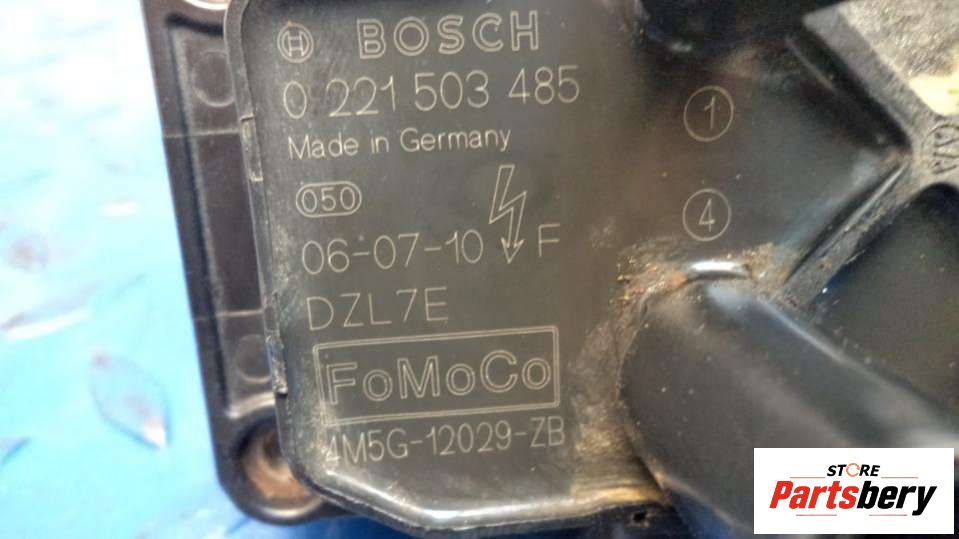 BOSCH
0 221 503 485
Made in Germany
050
06-07-10 F
DZL7E
FoMoCo
4M5G-12029-ZB
1
4
STORE
Partsbery